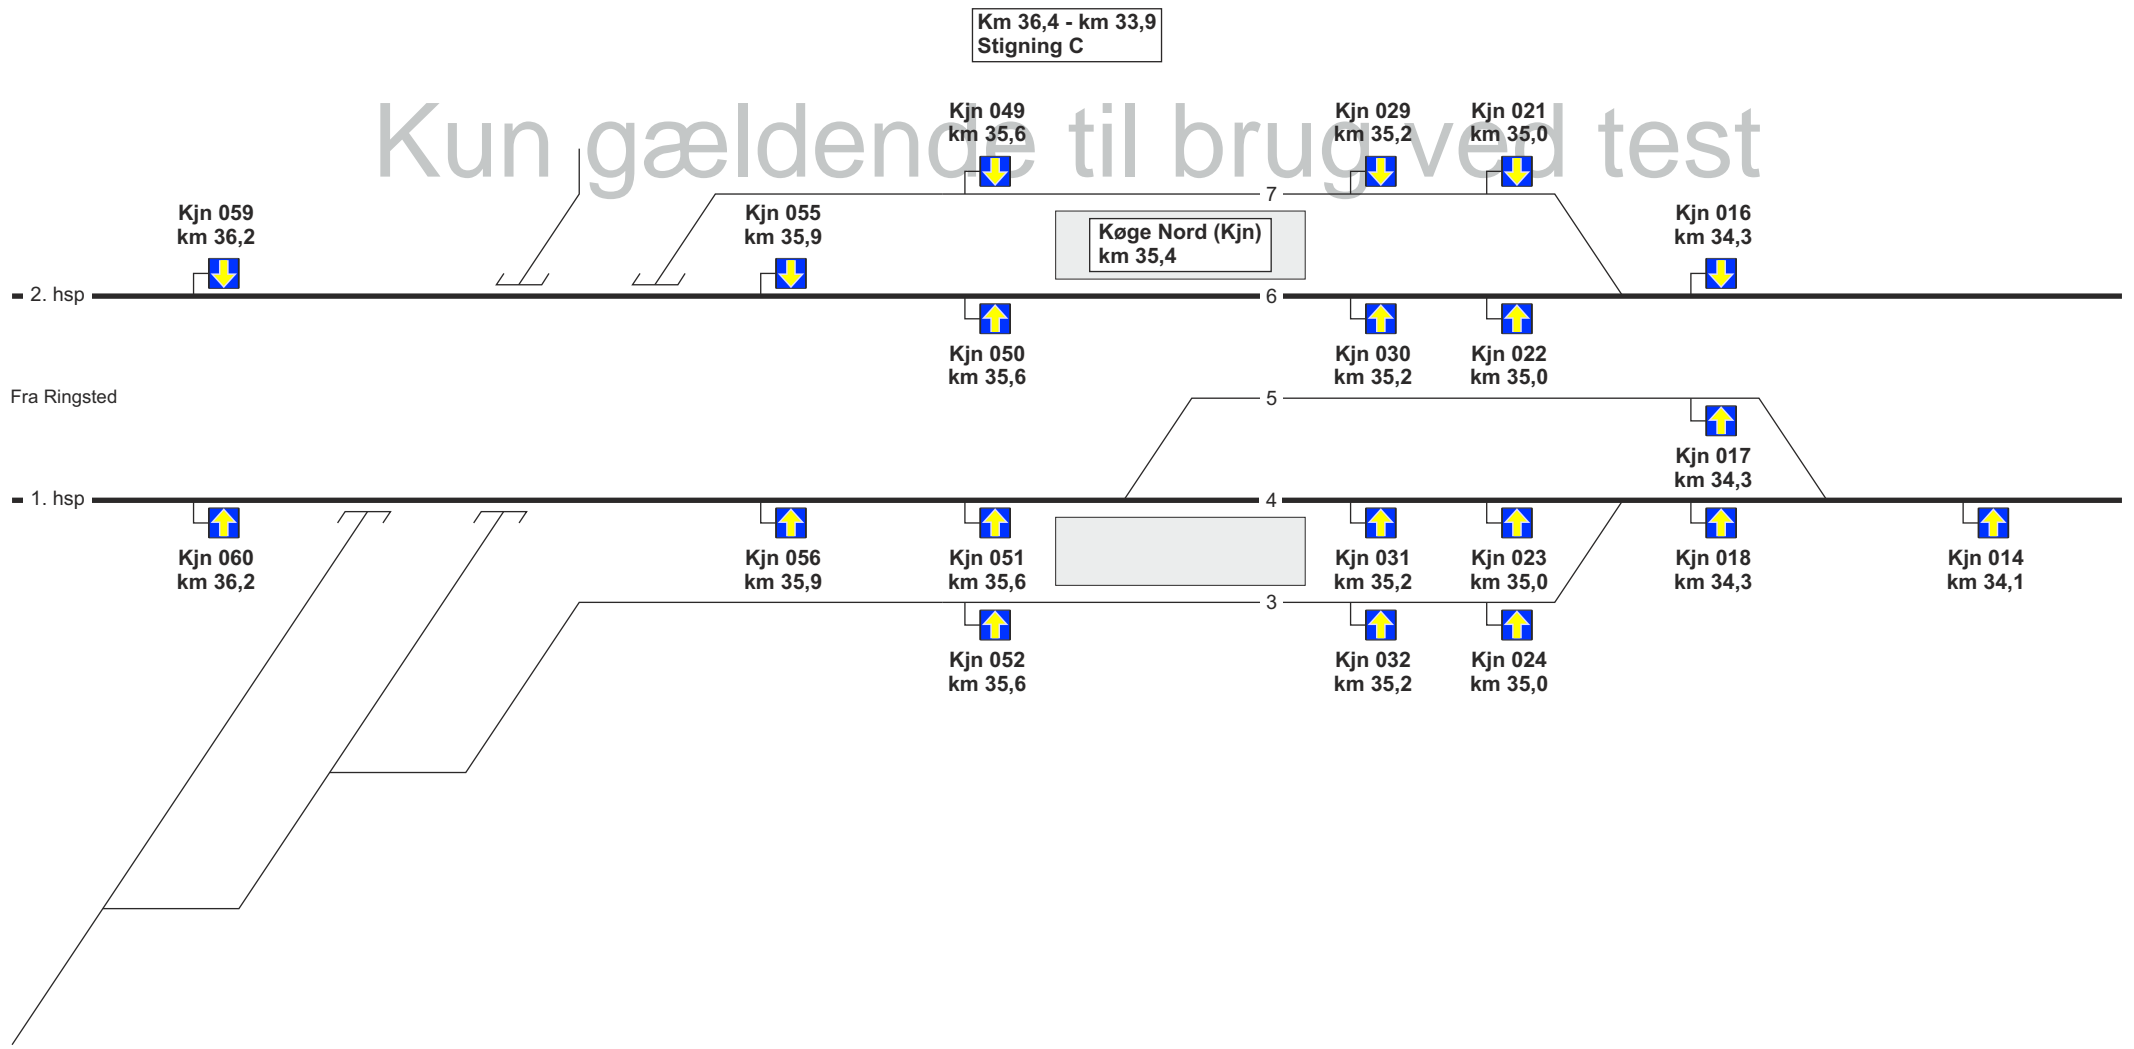 Km 36,4 - km 33,9
Stigning C
Kun gældende til brug ved test
Kjn 049
km 35,6
Kjn 029
km 35,2
Kjn 021
km 35,0
7
Kjn 059
km 36,2
Kjn 055
km 35,9
Køge Nord (Kjn)
km 35,4
Kjn 016
km 34,3
2. hsp
6
Kjn 050
km 35,6
Kjn 030
km 35,2
Kjn 022
km 35,0
Fra Ringsted
5
Kjn 017
km 34,3
1. hsp
4
Kjn 060
km 36,2
Kjn 056
km 35,9
Kjn 051
km 35,6
Kjn 031
km 35,2
Kjn 023
km 35,0
Kjn 018
km 34,3
Kjn 014
km 34,1
3
Kjn 052
km 35,6
Kjn 032
km 35,2
Kjn 024
km 35,0